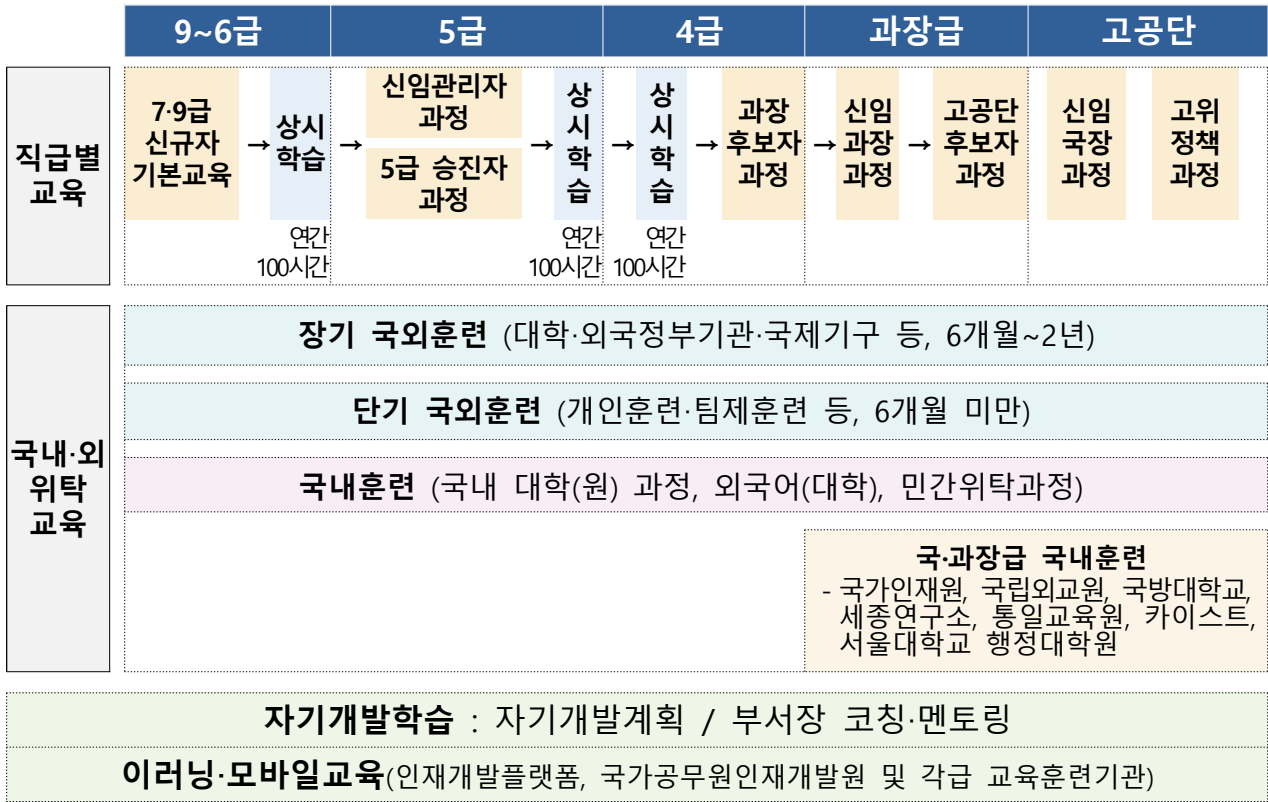 9~6급
5급
4급
과장급
고공단
직급별
교육
7·9급
신규자
기본교육
→
상시
학습
→
신임관리자
과정
5급 승진자
과정
→
상
시
학
습
→
상
시
학
습
→
과장
후보자
과정
→
신임
과장
과정
→
고공단
후보자
과정
신임
국장
과정
고위
정책
과정
연간
100시간
연간
100시간
연간
100시간
국내·외
위탁
교육
장기 국외훈련 (대학·외국정부기관·국제기구 등, 6개월~2년)
단기 국외훈련 (개인훈련·팀제훈련 등, 6개월 미만)
국내훈련 (국내 대학(원) 과정, 외국어(대학), 민간위탁과정)
국·과장급 국내훈련
- 국가인재원, 국립외교원, 국방대학교,
세종연구소, 통일교육원, 카이스트,
서울대학교 행정대학원
자기개발학습 : 자기개발계획 / 부서장 코칭·멘토링
이러닝·모바일교육(인재개발플랫폼, 국가공무원인재개발원 및 각급 교육훈련기관)